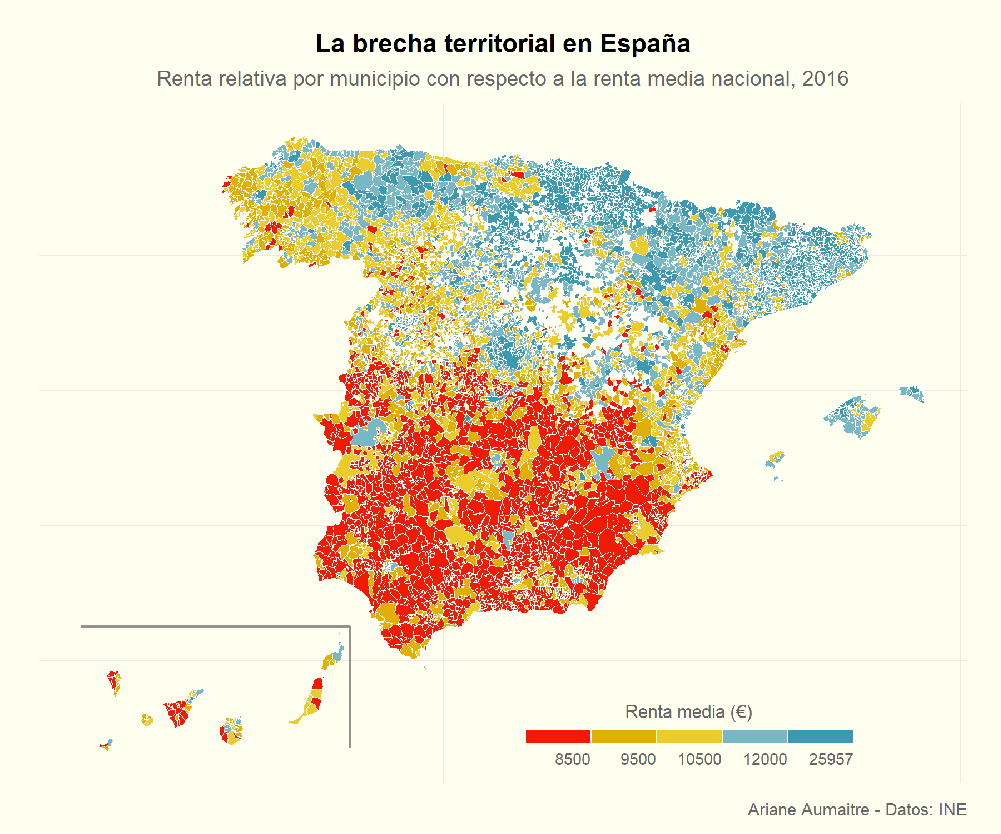 La brecha territorial en España
Renta relativa por municipio con respecto a la renta media nacional, 2016
Renta media (€)
8500 9500 10500 12000 25957
Ariane Aumaitre - Datos: INE